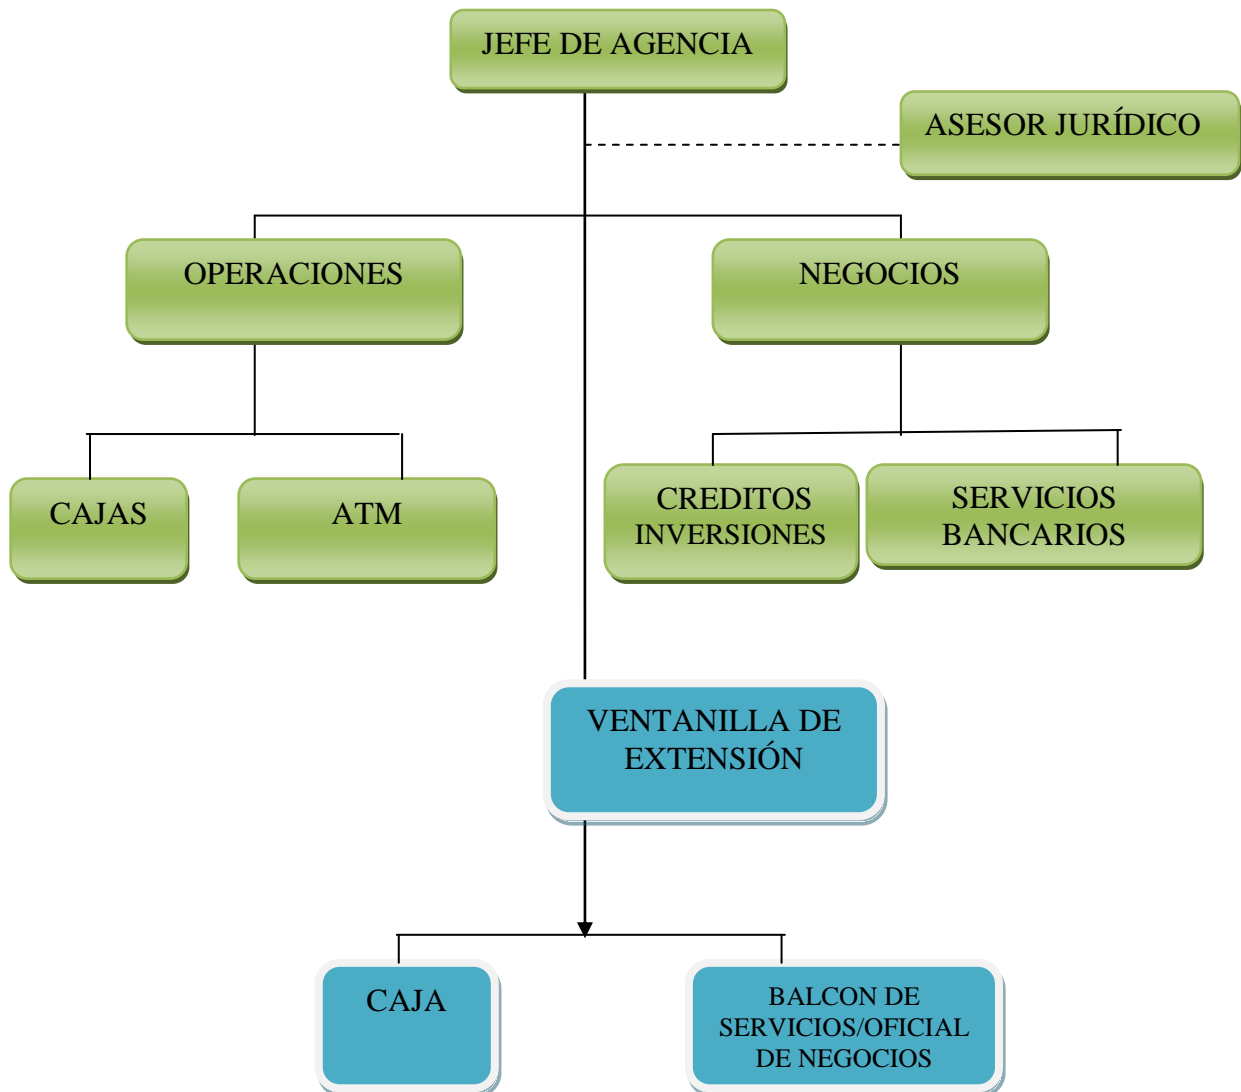 JEFE DE AGENCIA
ASESOR JURÍDICO
OPERACIONES
NEGOCIOS
CAJAS
ATM
CREDITOS
INVERSIONES
SERVICIOS
BANCARIOS
VENTANILLA DE
EXTENSIÓN
CAJA
BALCON DE
SERVICIOS/OFICIAL
DE NEGOCIOS